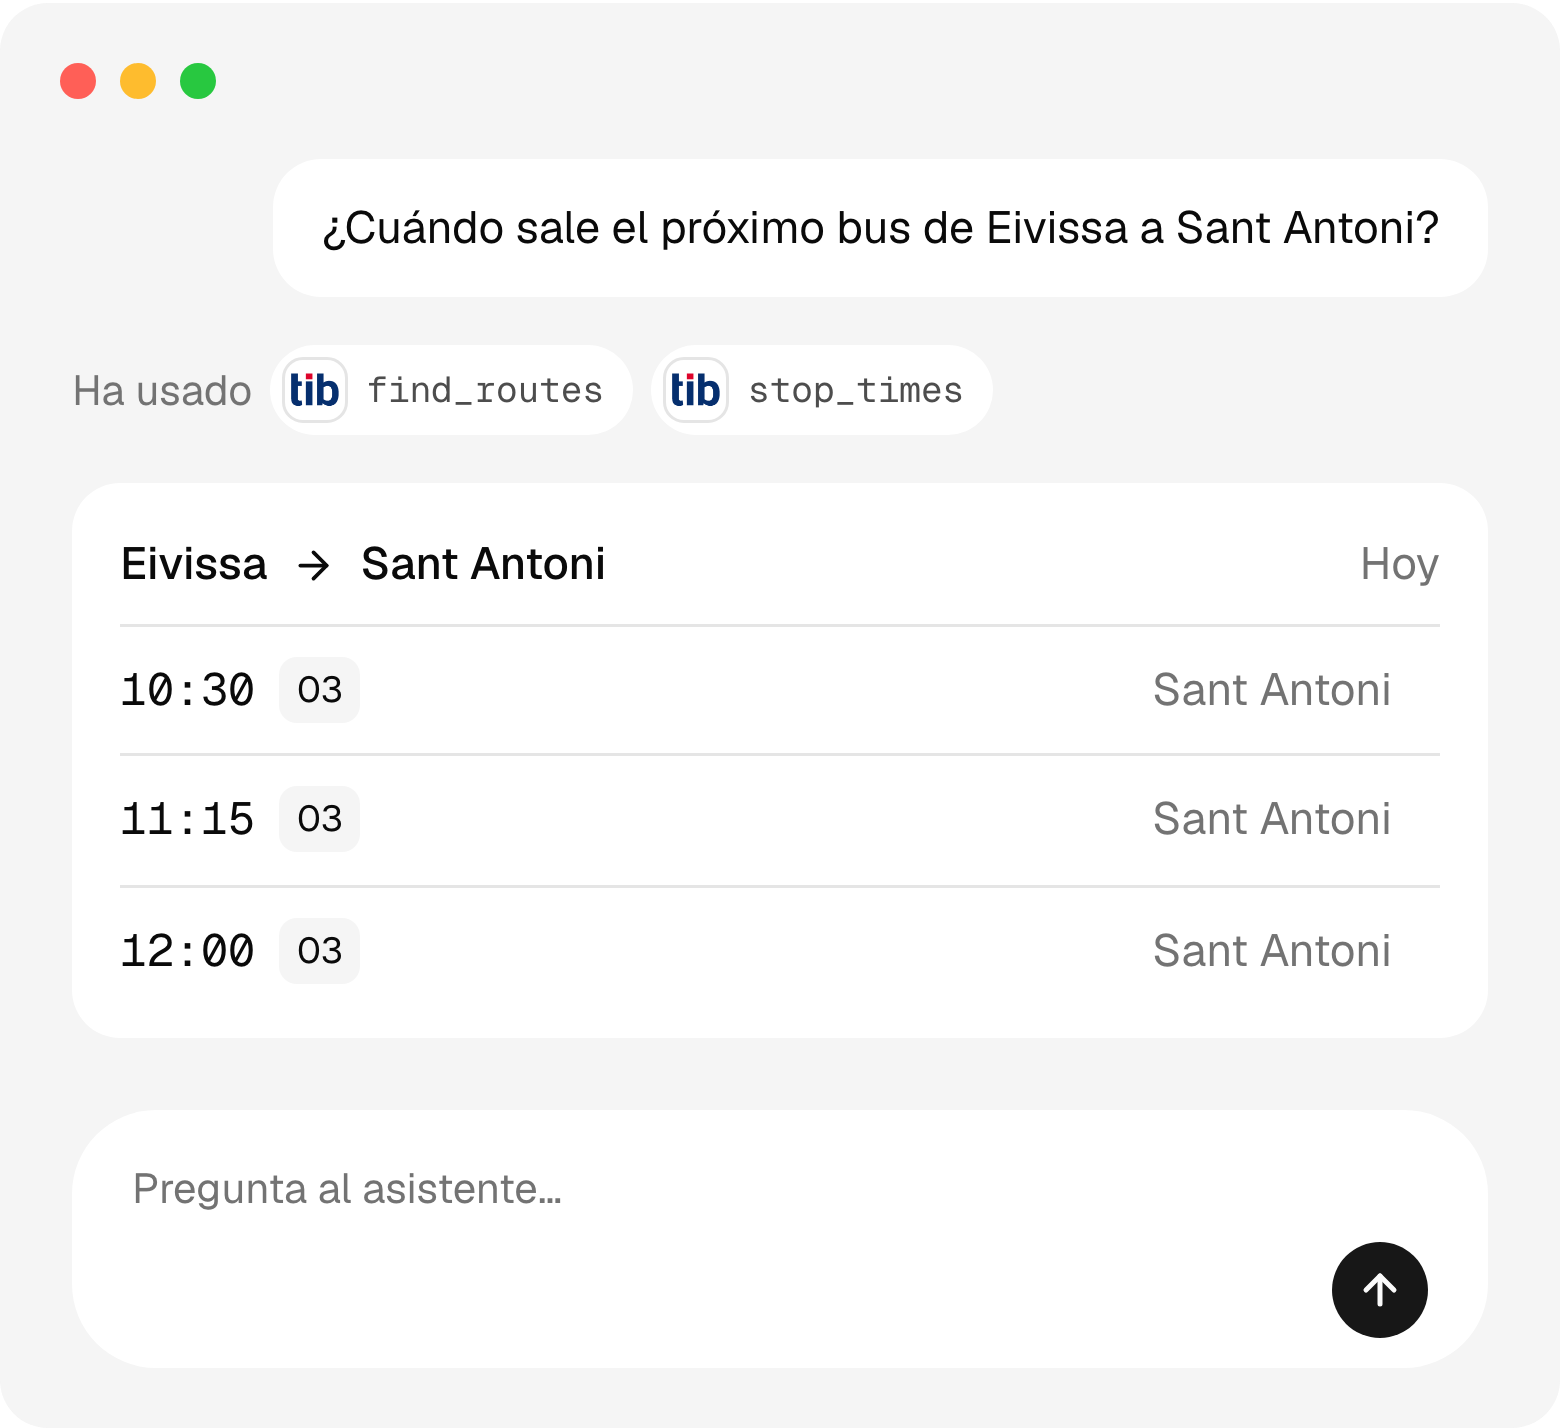 ¿Cuándo sale el próximo bus de Eivissa a Sant Antoni?
Ha usado tib find_routes tib stop_times
Eivissa → Sant Antoni Hoy
10:30 03 Sant Antoni
11:15 03 Sant Antoni
12:00 03 Sant Antoni
Pregunta al asistente…